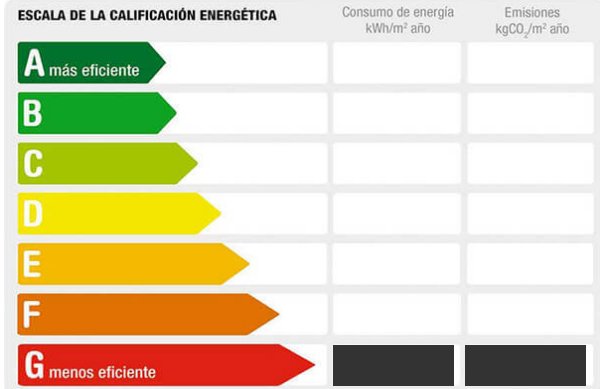 ESCALA DE LA CALIFICACIÓN ENERGÉTICA
Consumo de energía
kWh/m² año
Emisiones
kgCO₂/m² año
A más eficiente
B
C
D
E
F
G menos eficiente